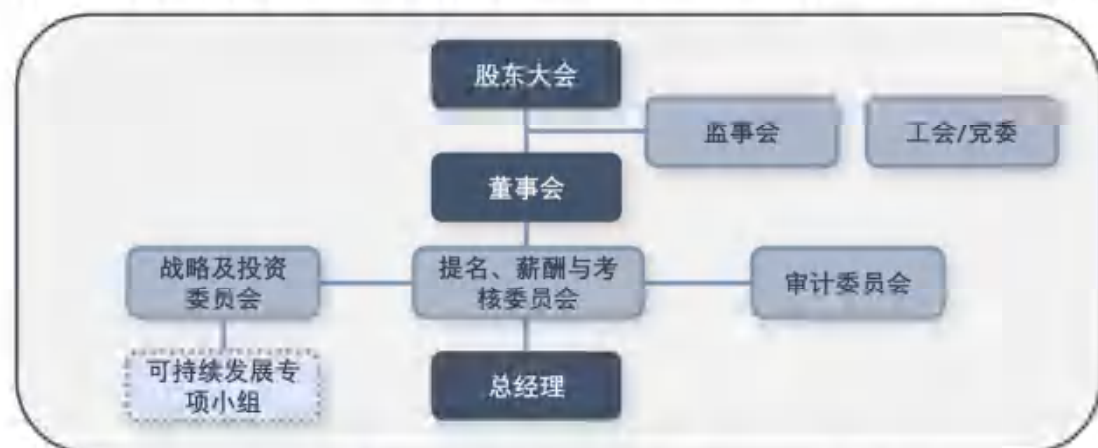 股东大会
监事会
工会/党委
董事会
战略及投资
委员会
提名、薪酬与考
核委员会
审计委员会
可持续发展专
项小组
总经理